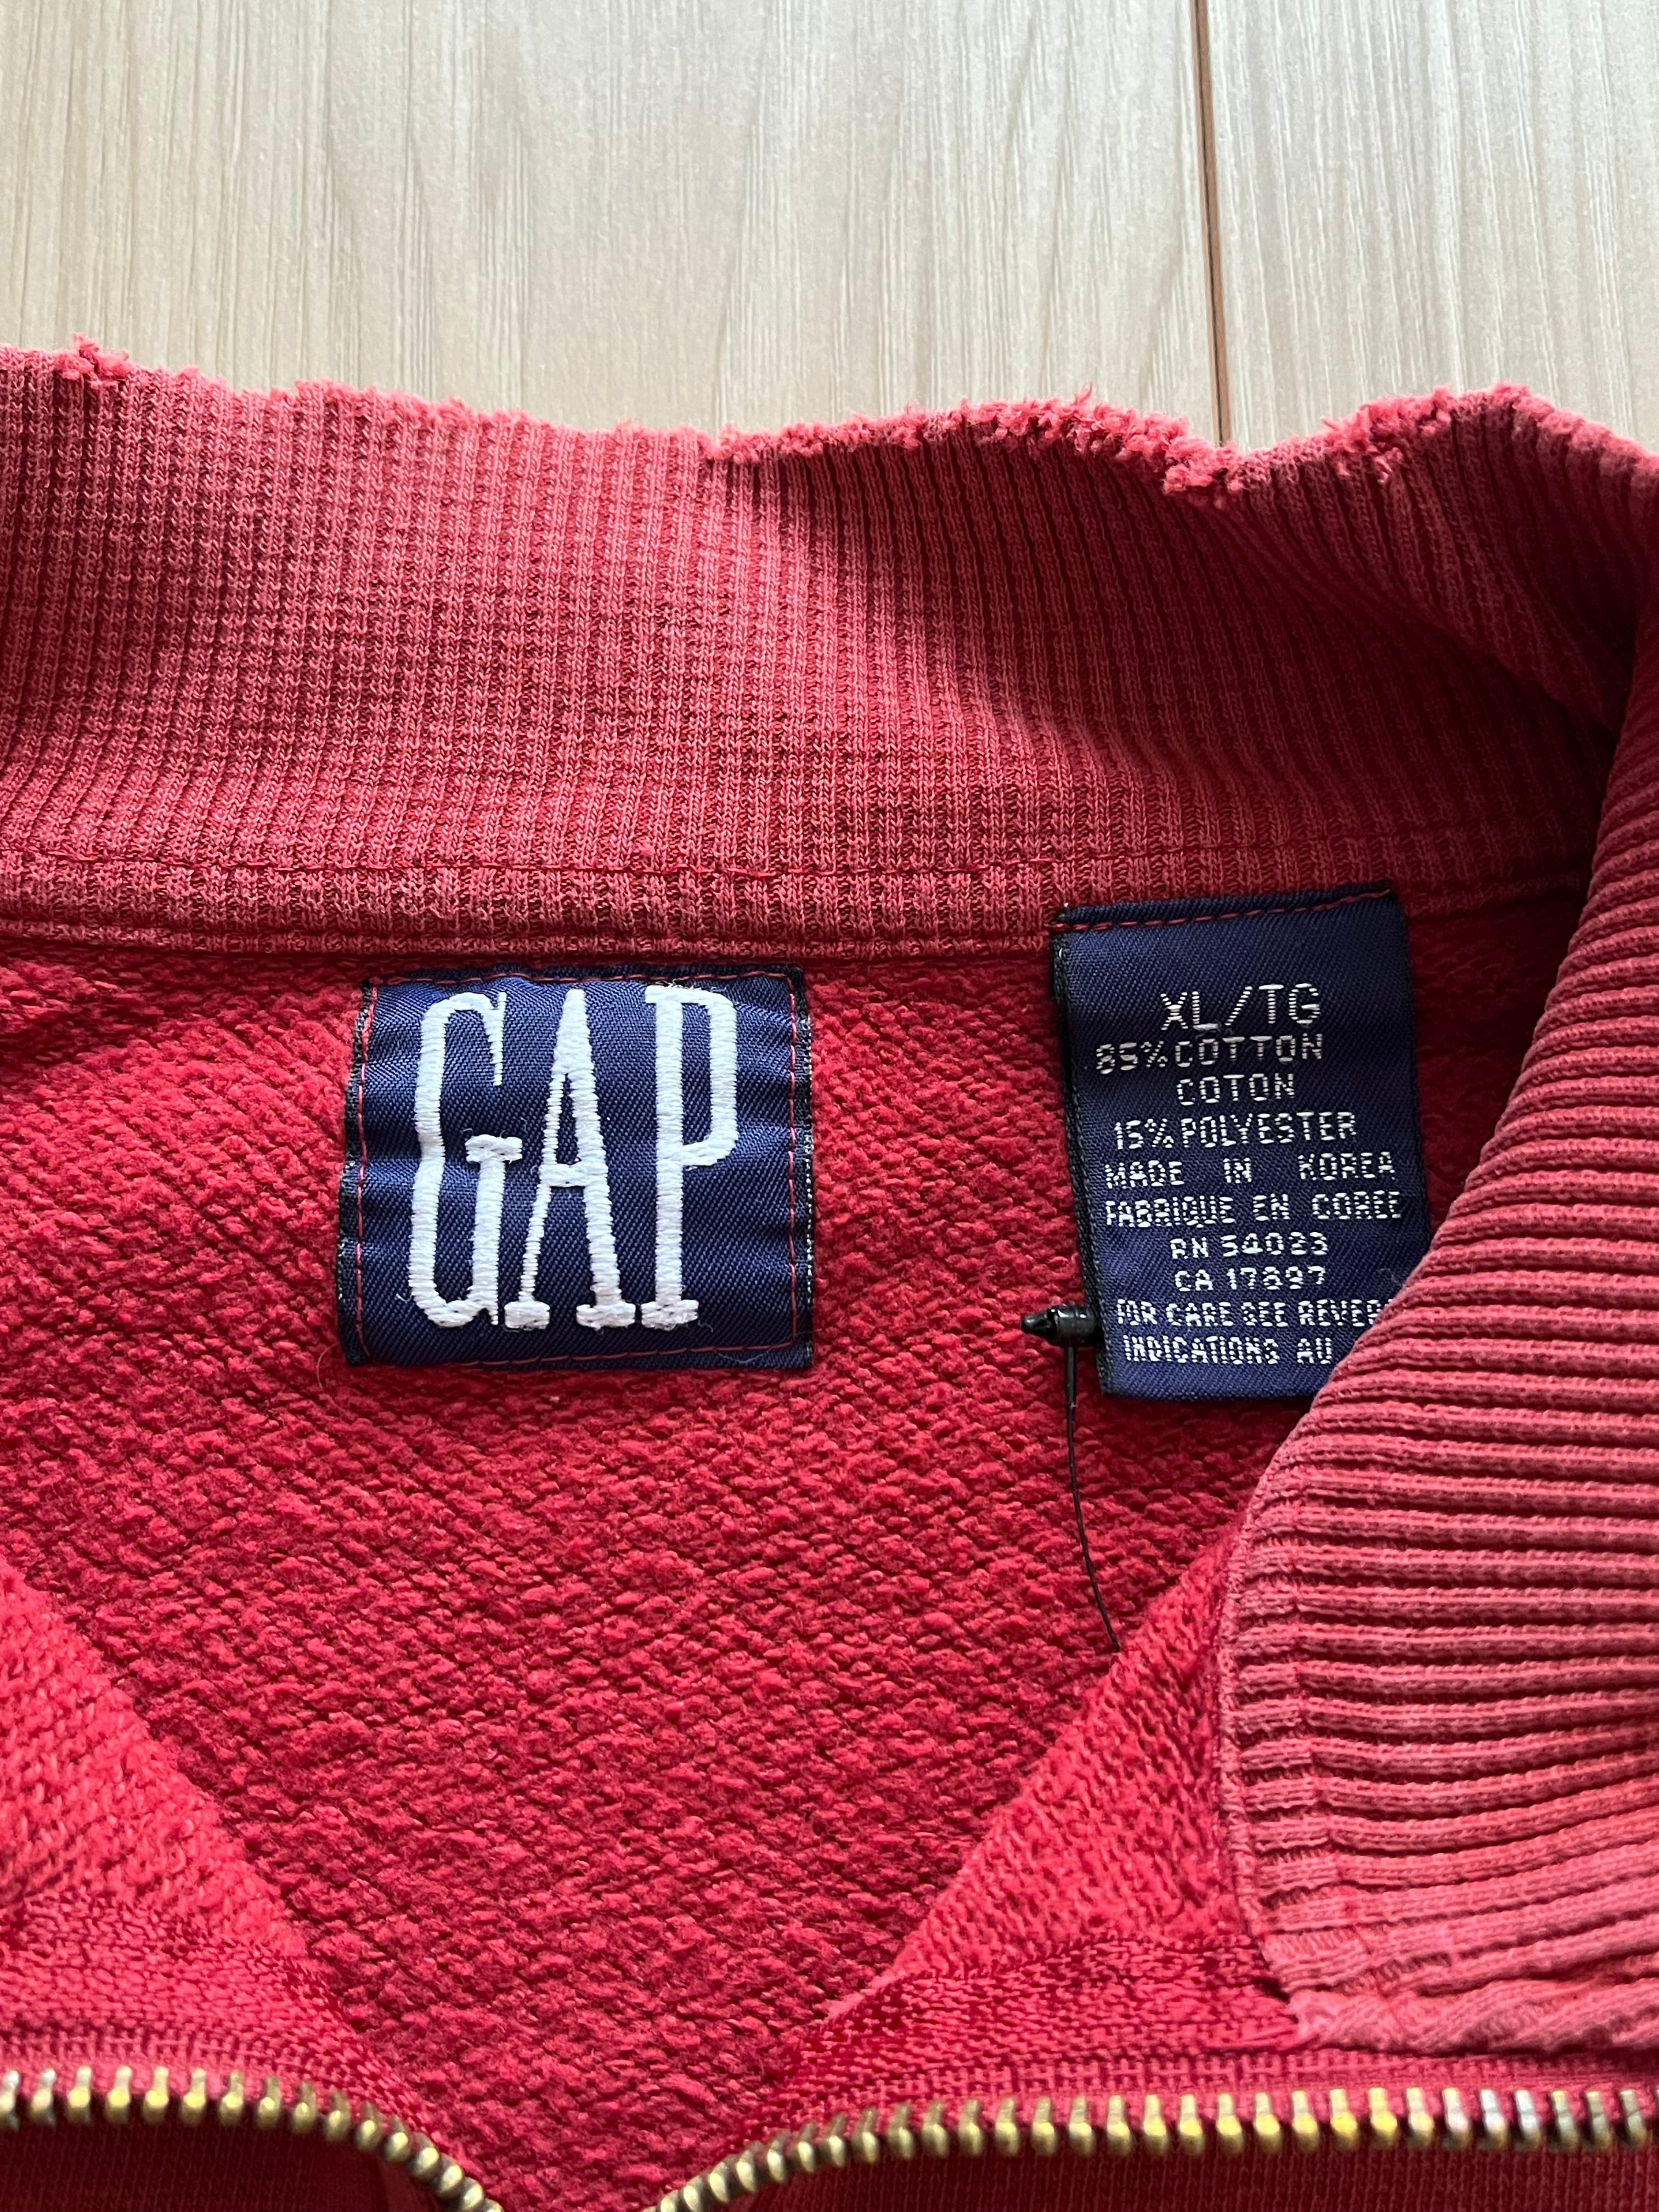 GAP
XL/TG
85% COTTON
COTON
15% POLYESTER
MADE IN KOREA
FABRIQUE EN COREE
RN 54023
CA 17897
FOR CARE SEE
INDICATIONS AU